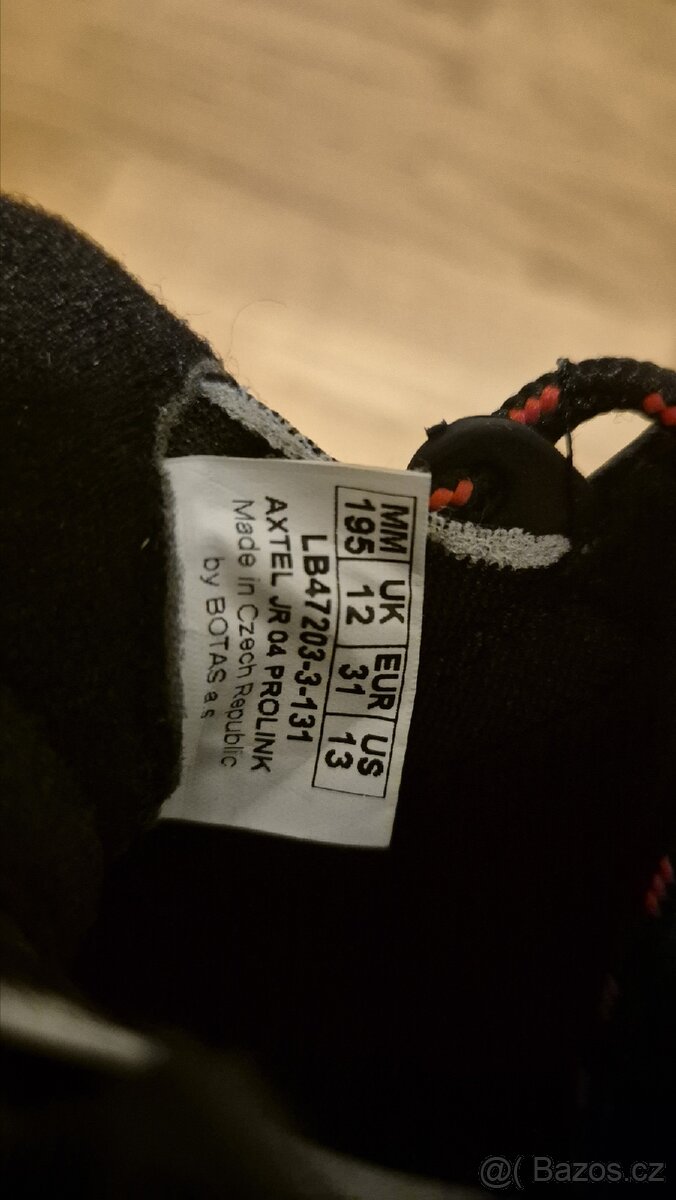 MM UK EUR US
195 12 31 13
LB47203-3-131
AXTEL JR 04 PROLINK
Made in Czech Republic
by BOTAS a s
@( Bazos.cz